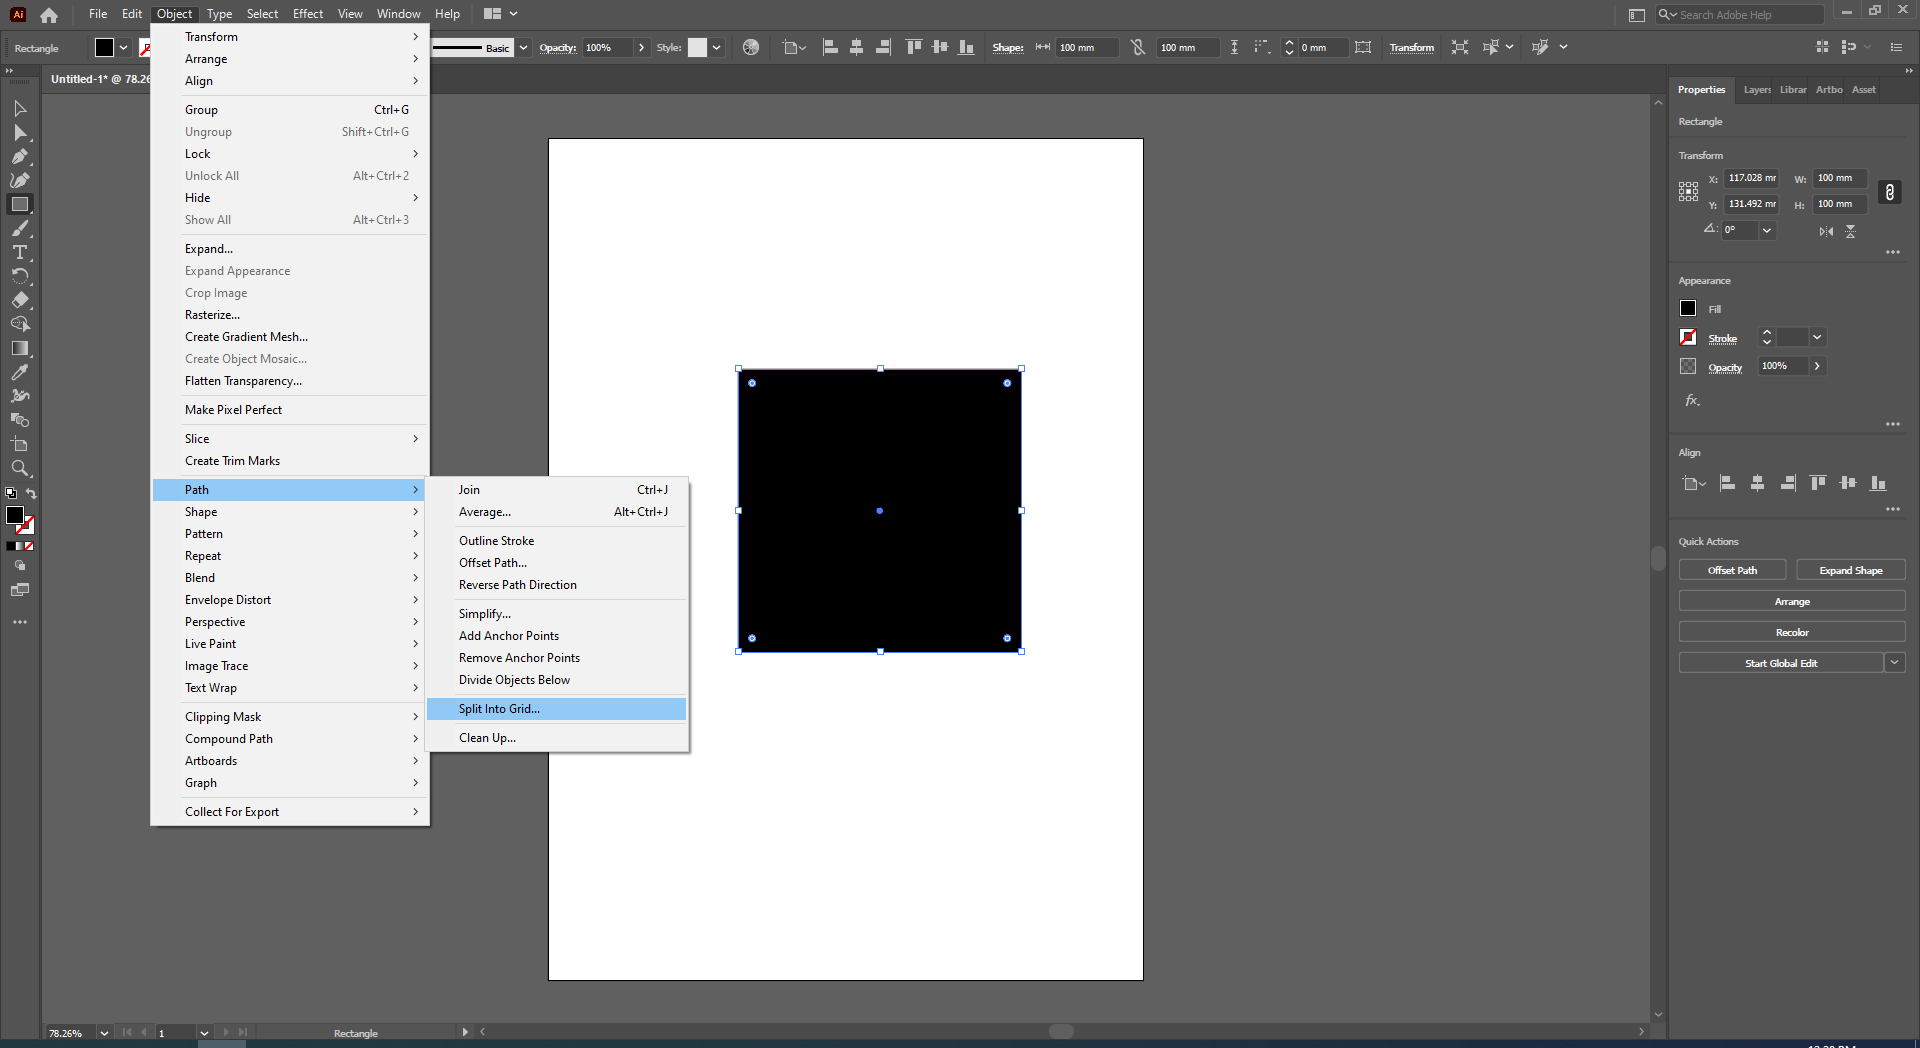 Ai File Edit Object Type Select Effect View Window Help Search Adobe Help
Rectangle Basic Opacity: 100% Style: Shape: 100 mm 100 mm 0 mm Transform
Untitled-1* @ 78.26
Transform
Arrange
Align
Group Ctrl+G
Ungroup Shift+Ctrl+G
Lock
Unlock All Alt+Ctrl+2
Hide
Show All Alt+Ctrl+3
Expand...
Expand Appearance
Crop Image
Rasterize...
Create Gradient Mesh...
Create Object Mosaic...
Flatten Transparency...
Make Pixel Perfect
Slice
Create Trim Marks
Path
Shape
Pattern
Repeat
Blend
Envelope Distort
Perspective
Live Paint
Image Trace
Text Wrap
Clipping Mask
Compound Path
Artboards
Graph
Collect For Export
Join Ctrl+J
Average... Alt+Ctrl+J
Outline Stroke
Offset Path...
Reverse Path Direction
Simplify...
Add Anchor Points
Remove Anchor Points
Divide Objects Below
Split Into Grid...
Clean Up...
Properties Layers Librar Artbo Asset
Rectangle
Transform
X: 117.028 mr W: 100 mm
Y: 131.492 mm H: 100 mm
0°
Appearance
Fill
Stroke
Opacity 100%
fx.
Align
Quick Actions
Offset Path Expand Shape
Arrange
Recolor
Start Global Edit
78.26% 1 Rectangle